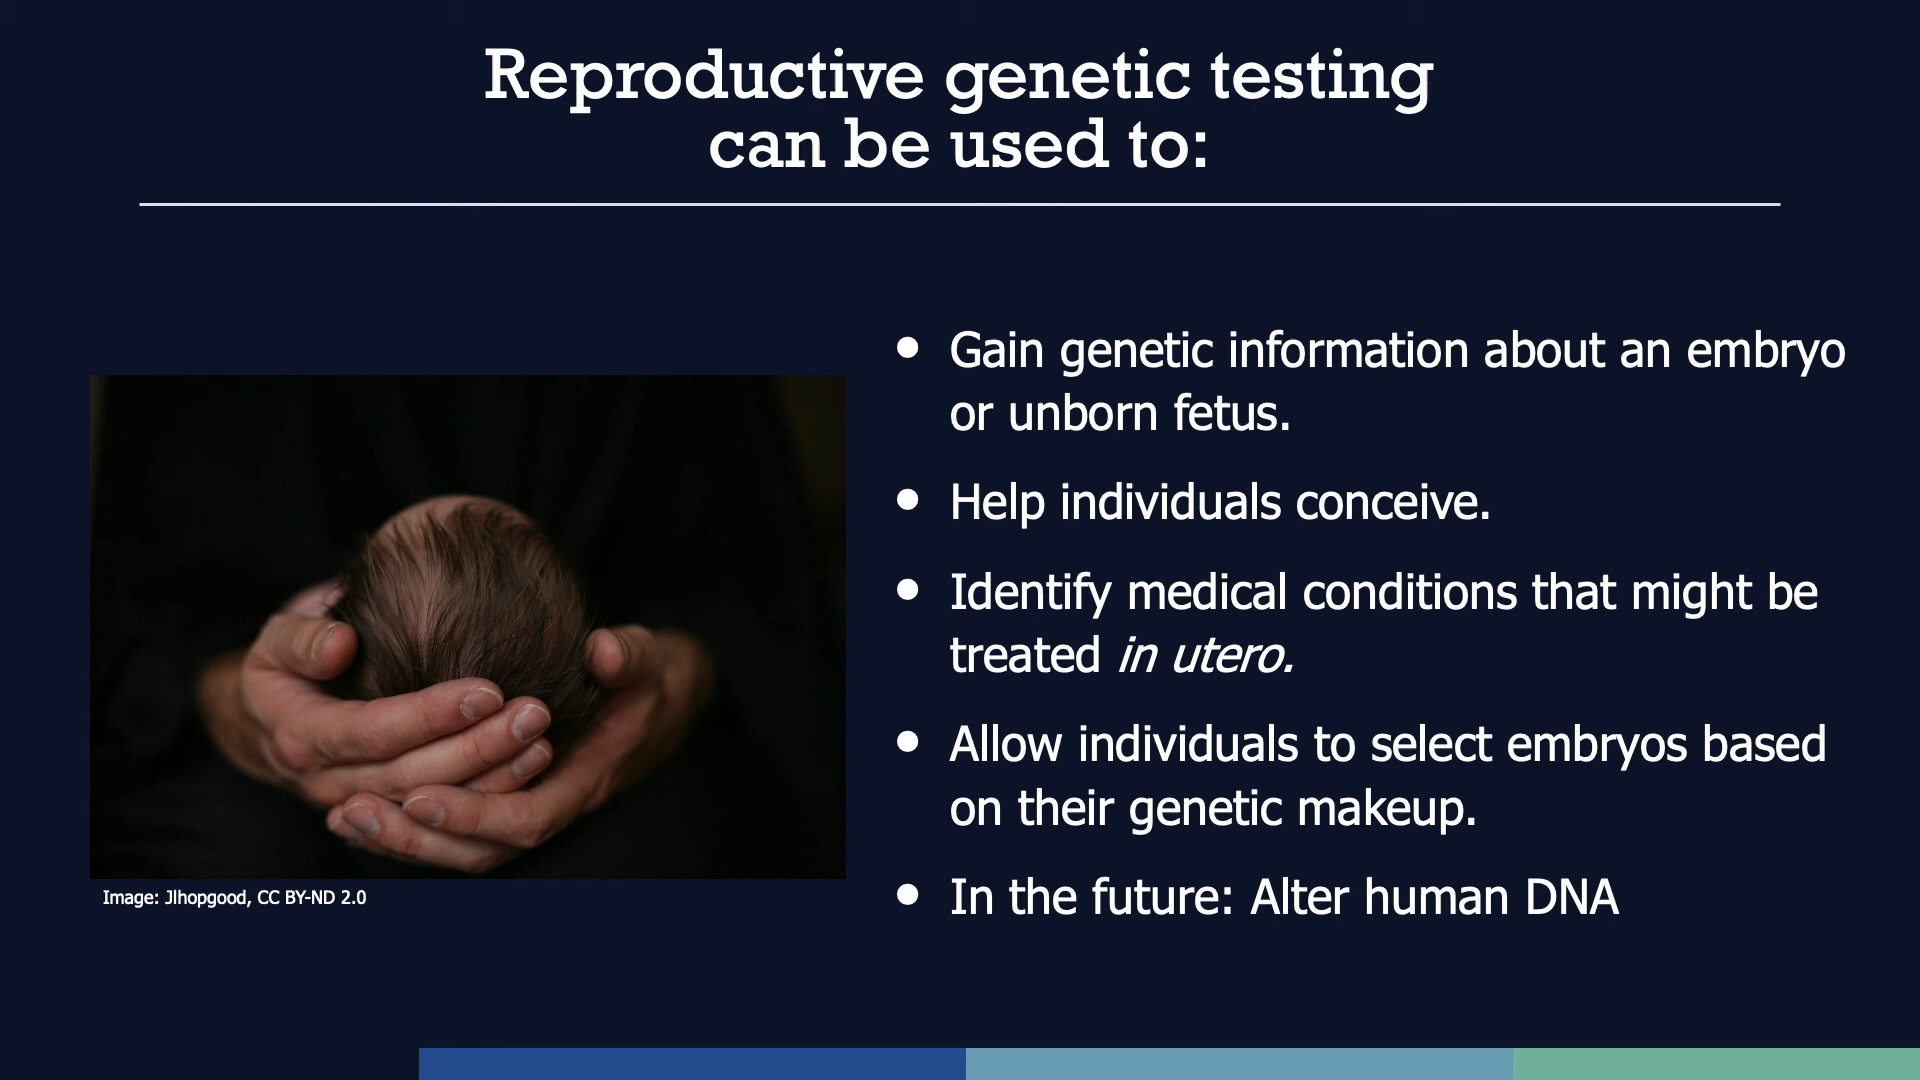 Reproductive genetic testing
can be used to:
• Gain genetic information about an embryo
or unborn fetus.
• Help individuals conceive.
• Identify medical conditions that might be
treated in utero.
• Allow individuals to select embryos based
on their genetic makeup.
• In the future: Alter human DNA
Image: Jlhopgood, CC BY-ND 2.0